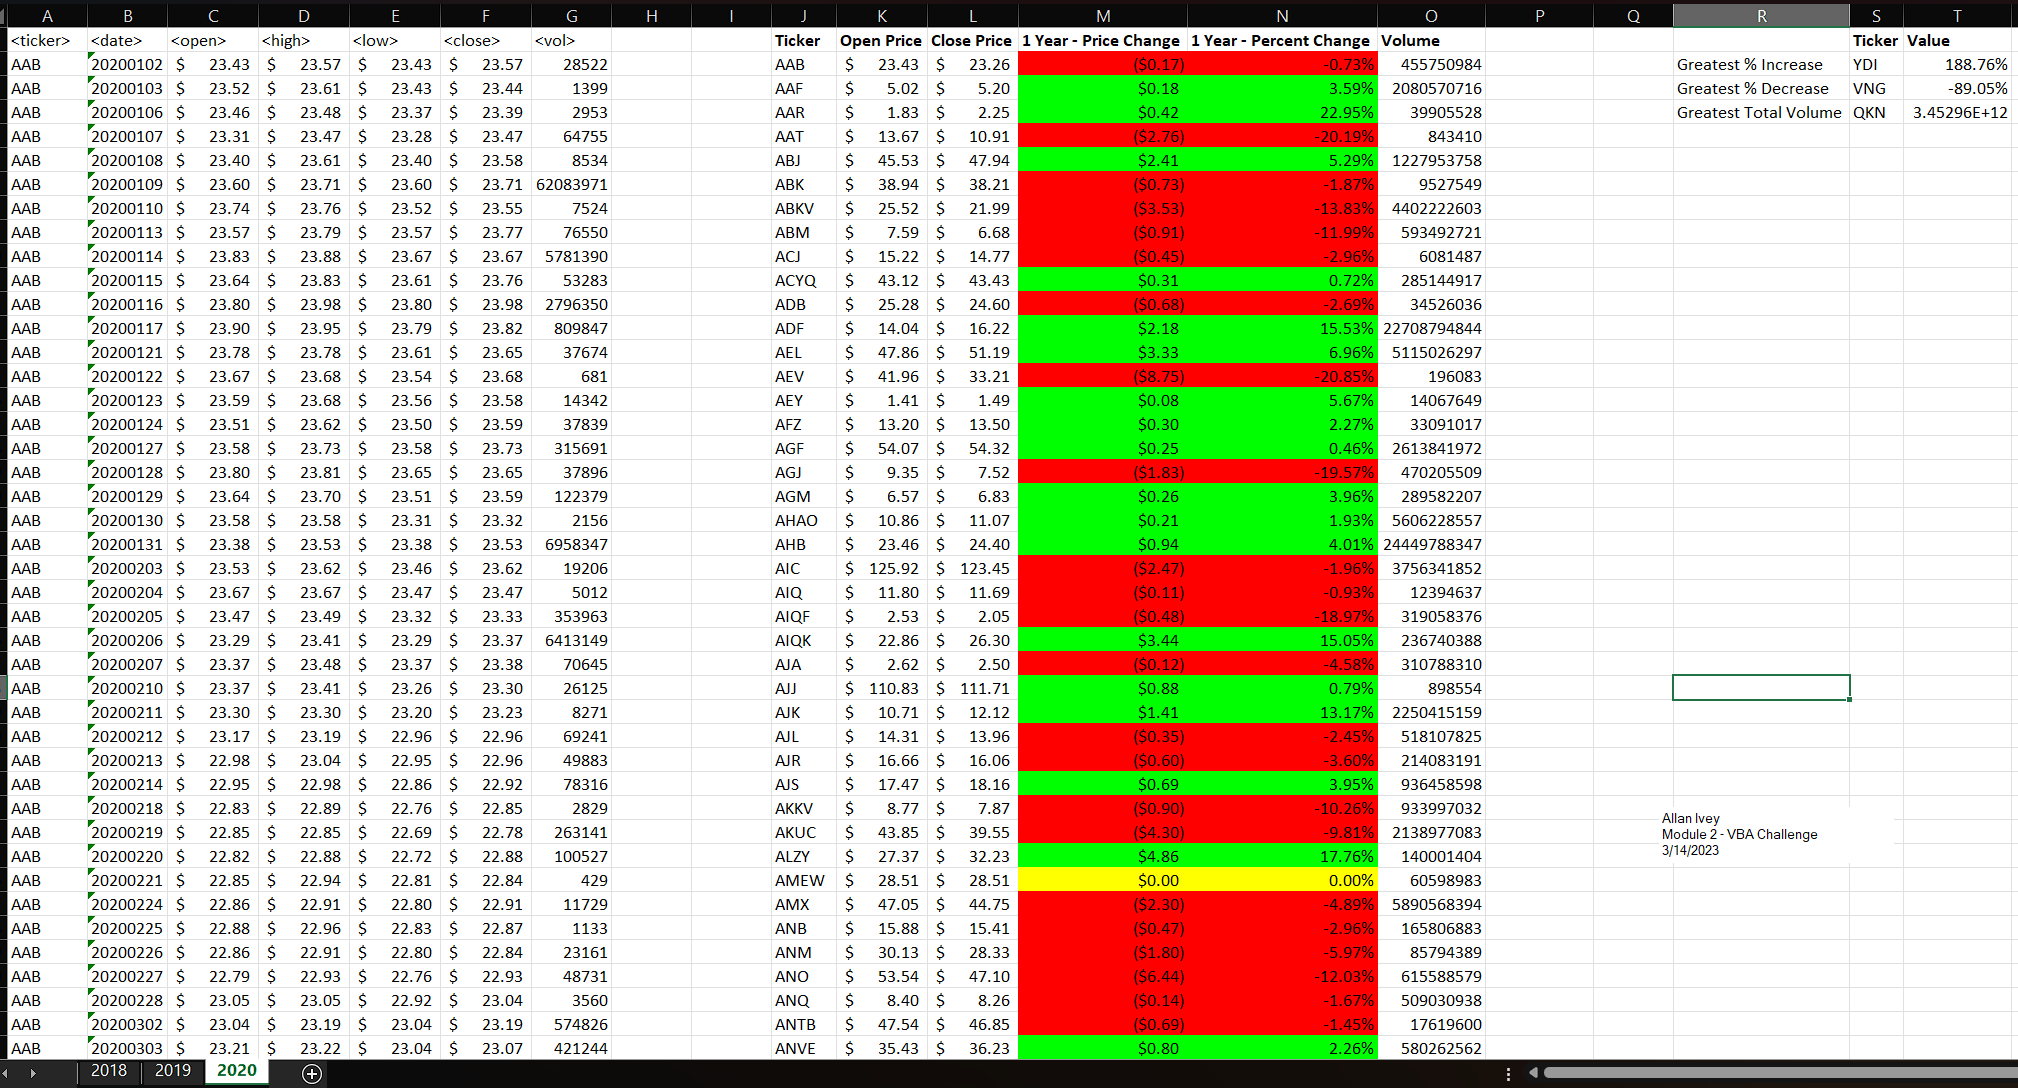 A B C D E F G H I J K L M N O P Q R S T
<ticker> <date> <open> <high> <low> <close> <vol> Ticker Open Price Close Price 1 Year - Price Change 1 Year - Percent Change Volume Ticker Value
AAB 20200102 $ 23.43 $ 23.57 $ 23.43 $ 23.57 28522 AAB $ 23.43 $ 23.26 ($0.17) -0.73% 455750984 Greatest % Increase YDI 188.76%
AAB 20200103 $ 23.52 $ 23.61 $ 23.43 $ 23.44 1399 AAF $ 5.02 $ 5.20 $0.18 3.59% 2080570716 Greatest % Decrease VNG -89.05%
AAB 20200106 $ 23.46 $ 23.48 $ 23.37 $ 23.39 2953 AAR $ 1.83 $ 2.25 $0.42 22.95% 39905528 Greatest Total Volume QKN 3.45296E+12
AAB 20200107 $ 23.31 $ 23.47 $ 23.28 $ 23.47 64755 AAT $ 13.67 $ 10.91 ($2.76) -20.19% 843410
AAB 20200108 $ 23.40 $ 23.61 $ 23.40 $ 23.58 8534 ABJ $ 45.53 $ 47.94 $2.41 5.29% 1227953758
AAB 20200109 $ 23.60 $ 23.71 $ 23.60 $ 23.71 62083971 ABK $ 38.94 $ 38.21 ($0.73) -1.87% 9527549
AAB 20200110 $ 23.74 $ 23.76 $ 23.52 $ 23.55 7524 ABKV $ 25.52 $ 21.99 ($3.53) -13.83% 4402222603
AAB 20200113 $ 23.57 $ 23.79 $ 23.57 $ 23.77 76550 ABM $ 7.59 $ 6.68 ($0.91) -11.99% 593492721
AAB 20200114 $ 23.83 $ 23.88 $ 23.67 $ 23.67 5781390 ACJ $ 15.22 $ 14.77 ($0.45) -2.96% 6081487
AAB 20200115 $ 23.64 $ 23.83 $ 23.61 $ 23.76 53283 ACYQ $ 43.12 $ 43.43 $0.31 0.72% 285144917
AAB 20200116 $ 23.80 $ 23.98 $ 23.80 $ 23.98 2796350 ADB $ 25.28 $ 24.60 ($0.68) -2.69% 34526036
AAB 20200117 $ 23.90 $ 23.95 $ 23.79 $ 23.82 809847 ADF $ 14.04 $ 16.22 $2.18 15.53% 22708794844
AAB 20200121 $ 23.78 $ 23.78 $ 23.61 $ 23.65 37674 AEL $ 47.86 $ 51.19 $3.33 6.96% 5115026297
AAB 20200122 $ 23.67 $ 23.68 $ 23.54 $ 23.68 681 AEV $ 41.96 $ 33.21 ($8.75) -20.85% 196083
AAB 20200123 $ 23.59 $ 23.68 $ 23.56 $ 23.58 14342 AEY $ 1.41 $ 1.49 $0.08 5.67% 14067649
AAB 20200124 $ 23.51 $ 23.62 $ 23.50 $ 23.59 37839 AFZ $ 13.20 $ 13.50 $0.30 2.27% 33091017
AAB 20200127 $ 23.58 $ 23.73 $ 23.58 $ 23.73 315691 AGF $ 54.07 $ 54.32 $0.25 0.46% 2613841972
AAB 20200128 $ 23.80 $ 23.81 $ 23.65 $ 23.65 37896 AGJ $ 9.35 $ 7.52 ($1.83) -19.57% 470205509
AAB 20200129 $ 23.64 $ 23.70 $ 23.51 $ 23.59 122379 AGM $ 6.57 $ 6.83 $0.26 3.96% 289582207
AAB 20200130 $ 23.58 $ 23.58 $ 23.31 $ 23.32 2156 AHAO $ 10.86 $ 11.07 $0.21 1.93% 5606228557
AAB 20200131 $ 23.38 $ 23.53 $ 23.38 $ 23.53 6958347 AHB $ 23.46 $ 24.40 $0.94 4.01% 24449788347
AAB 20200203 $ 23.53 $ 23.62 $ 23.46 $ 23.62 19206 AIC $ 125.92 $ 123.45 ($2.47) -1.96% 3756341852
AAB 20200204 $ 23.67 $ 23.67 $ 23.47 $ 23.47 5012 AIQ $ 11.80 $ 11.69 ($0.11) -0.93% 12394637
AAB 20200205 $ 23.47 $ 23.49 $ 23.32 $ 23.33 353963 AIQF $ 2.53 $ 2.05 ($0.48) -18.97% 319058376
AAB 20200206 $ 23.29 $ 23.41 $ 23.29 $ 23.37 6413149 AIQK $ 22.86 $ 26.30 $3.44 15.05% 236740388
AAB 20200207 $ 23.37 $ 23.48 $ 23.37 $ 23.38 70645 AJA $ 2.62 $ 2.50 ($0.12) -4.58% 310788310
AAB 20200210 $ 23.37 $ 23.41 $ 23.26 $ 23.30 26125 AJJ $ 110.83 $ 111.71 $0.88 0.79% 898554
AAB 20200211 $ 23.30 $ 23.30 $ 23.20 $ 23.23 8271 AJK $ 10.71 $ 12.12 $1.41 13.17% 2250415159
AAB 20200212 $ 23.17 $ 23.19 $ 22.96 $ 22.96 69241 AJL $ 14.31 $ 13.96 ($0.35) -2.45% 518107825
AAB 20200213 $ 22.98 $ 23.04 $ 22.95 $ 22.96 49883 AJR $ 16.66 $ 16.06 ($0.60) -3.60% 214083191
AAB 20200214 $ 22.95 $ 22.98 $ 22.86 $ 22.92 78316 AJS $ 17.47 $ 18.16 $0.69 3.95% 936458598
AAB 20200218 $ 22.83 $ 22.89 $ 22.76 $ 22.85 2829 AKKV $ 8.77 $ 7.87 ($0.90) -10.26% 933997032
Allan Ivey
AAB 20200219 $ 22.85 $ 22.85 $ 22.69 $ 22.78 263141 AKUC $ 43.85 $ 39.55 ($4.30) -9.81% 2138977083
Module 2 - VBA Challenge
3/14/2023
AAB 20200220 $ 22.82 $ 22.88 $ 22.72 $ 22.88 100527 ALZY $ 27.37 $ 32.23 $4.86 17.76% 140001404
AAB 20200221 $ 22.85 $ 22.94 $ 22.81 $ 22.84 429 AMEW $ 28.51 $ 28.51 $0.00 0.00% 60598983
AAB 20200224 $ 22.86 $ 22.91 $ 22.80 $ 22.91 11729 AMX $ 47.05 $ 44.75 ($2.30) -4.89% 5890568394
AAB 20200225 $ 22.88 $ 22.96 $ 22.83 $ 22.87 1133 ANB $ 15.88 $ 15.41 ($0.47) -2.96% 165806883
AAB 20200226 $ 22.86 $ 22.91 $ 22.80 $ 22.84 23161 ANM $ 30.13 $ 28.33 ($1.80) -5.97% 85794389
AAB 20200227 $ 22.79 $ 22.93 $ 22.76 $ 22.93 48731 ANO $ 53.54 $ 47.10 ($6.44) -12.03% 615588579
AAB 20200228 $ 23.05 $ 23.05 $ 22.92 $ 23.04 3560 ANQ $ 8.40 $ 8.26 ($0.14) -1.67% 509030938
AAB 20200302 $ 23.04 $ 23.19 $ 23.04 $ 23.19 574826 ANTB $ 47.54 $ 46.85 ($0.69) -1.45% 17619600
AAB 20200303 $ 23.21 $ 23.22 $ 23.04 $ 23.07 421244 ANVE $ 35.43 $ 36.23 $0.80 2.26% 580262562
2018 2019 2020